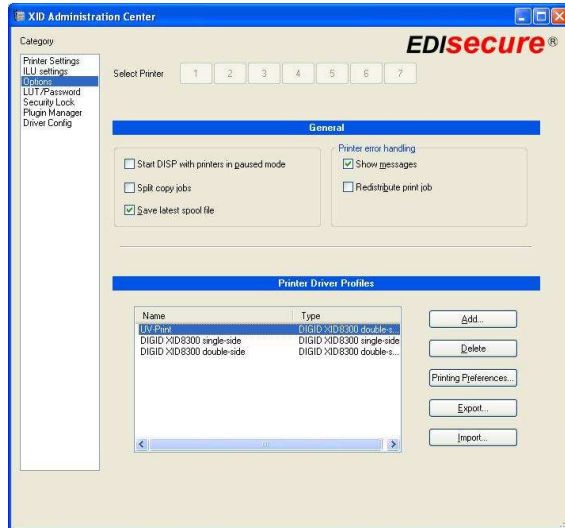 XID Administration Center
Category
EDIsecure®
Printer Settings
ILU settings
Options
LUT/Password
Security Lock
Plugin Manager
Driver Config
Select Printer 1 2 3 4 5 6 7
General
Start DISP with printers in paused mode
Split copy jobs
Save latest spool file
Printer error handling
Show messages
Redistribute print job
Printer Driver Profiles
Name Type
UV-Print DIGID XID8300 double-s...
DIGID XID8300 single-side DIGID XID8300 single-side
DIGID XID8300 double-side DIGID XID8300 double-s...
Add...
Delete
Printing Preferences...
Export...
Import...